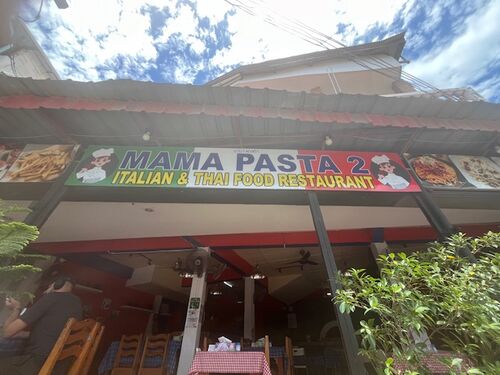 MAMA PASTA 2
ITALIAN & THAI FOOD RESTAURANT